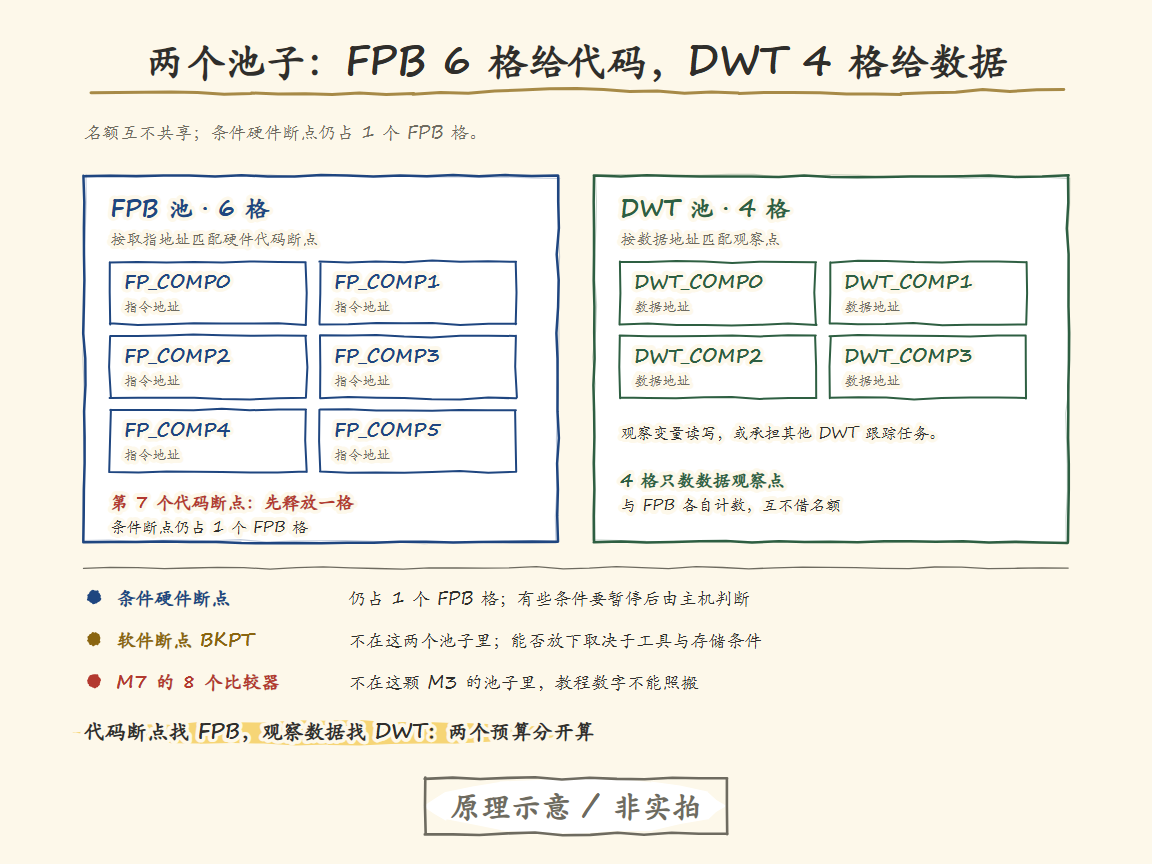 两个池子：FPB 6 格给代码，DWT 4 格给数据
名额互不共享；条件硬件断点仍占 1 个 FPB 格。
FPB 池 · 6 格
按取指地址匹配硬件代码断点
FP_COMP0
指令地址
FP_COMP1
指令地址
FP_COMP2
指令地址
FP_COMP3
指令地址
FP_COMP4
指令地址
FP_COMP5
指令地址
第 7 个代码断点：先释放一格
条件断点仍占 1 个 FPB 格
DWT 池 · 4 格
按数据地址匹配观察点
DWT_COMP0
数据地址
DWT_COMP1
数据地址
DWT_COMP2
数据地址
DWT_COMP3
数据地址
观察变量读写，或承担其他 DWT 跟踪任务。
4 格只数数据观察点
与 FPB 各自计数，互不借名额
条件硬件断点 仍占 1 个 FPB 格；有些条件要暂停后由主机判断
软件断点 BKPT 不在这两个池子里；能否放下取决于工具与存储条件
M7 的 8 个比较器 不在这颗 M3 的池子里，教程数字不能照搬
代码断点找 FPB，观察数据找 DWT：两个预算分开算
原理示意 / 非实拍